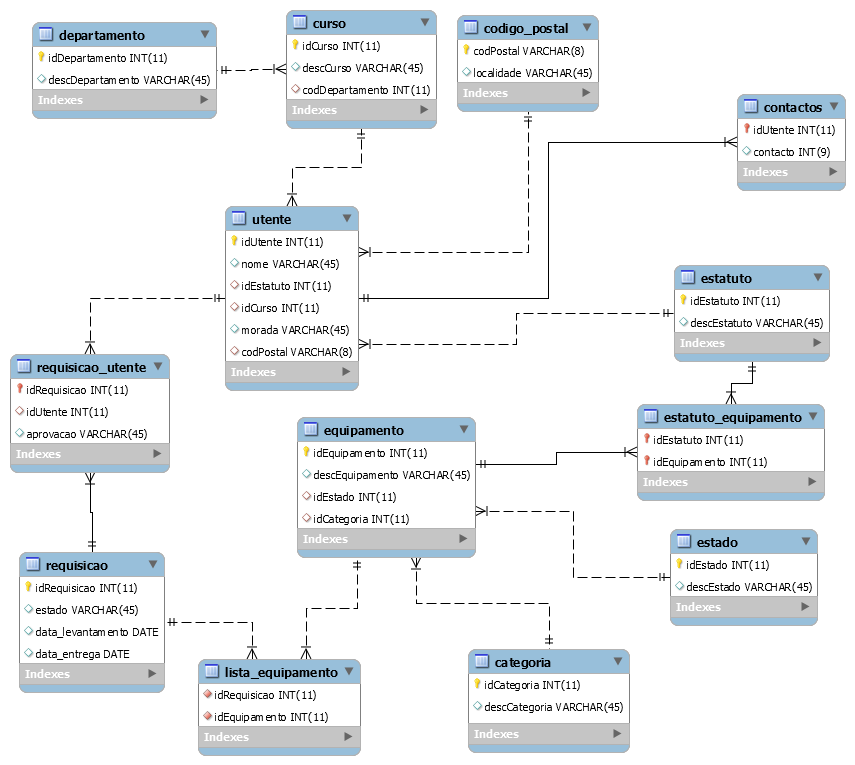 departamento
idDepartamento INT(11)
descDepartamento VARCHAR(45)
Indexes
curso
idCurso INT(11)
descCurso VARCHAR(45)
codDepartamento INT(11)
Indexes
codigo_postal
codPostal VARCHAR(8)
localidade VARCHAR(45)
Indexes
contactos
idUtente INT(11)
contacto INT(9)
Indexes
utente
idUtente INT(11)
nome VARCHAR(45)
idEstatuto INT(11)
idCurso INT(11)
morada VARCHAR(45)
codPostal VARCHAR(8)
Indexes
estatuto
idEstatuto INT(11)
descEstatuto VARCHAR(45)
Indexes
requisicao_utente
idRequisicao INT(11)
idUtente INT(11)
aprovacao VARCHAR(45)
Indexes
equipamento
idEquipamento INT(11)
descEquipamento VARCHAR(45)
idEstado INT(11)
idCategoria INT(11)
Indexes
estatuto_equipamento
idEstatuto INT(11)
idEquipamento INT(11)
Indexes
estado
idEstado INT(11)
descEstado VARCHAR(45)
Indexes
requisicao
idRequisicao INT(11)
estado VARCHAR(45)
data_levantamento DATE
data_entrega DATE
Indexes
lista_equipamento
idRequisicao INT(11)
idEquipamento INT(11)
Indexes
categoria
idCategoria INT(11)
descCategoria VARCHAR(45)
Indexes